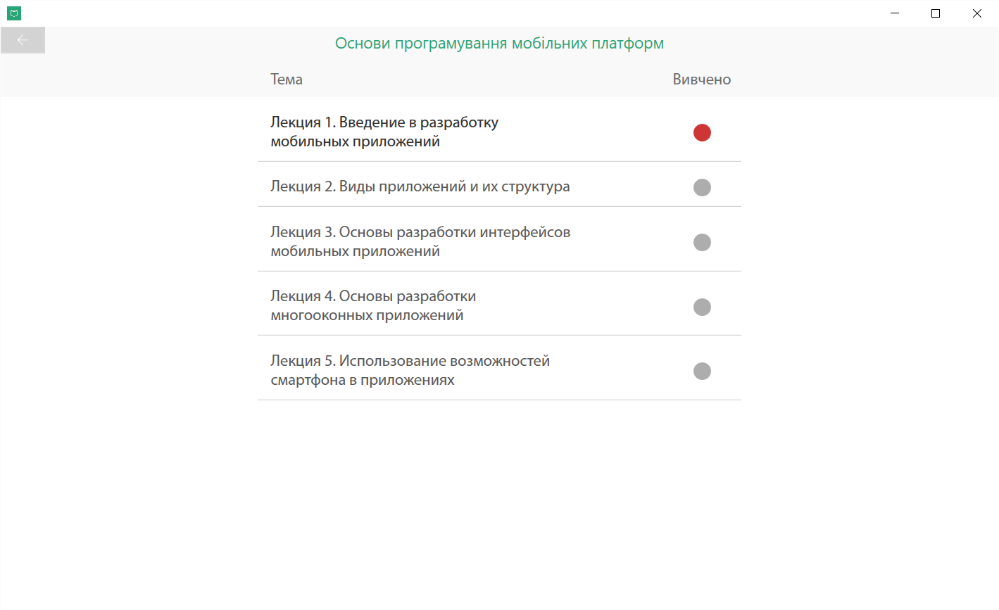 Основи програмування мобільних платформ
Тема Вивчено
Лекция 1. Введение в разработку
мобильных приложений
Лекция 2. Виды приложений и их структура
Лекция 3. Основы разработки интерфейсов
мобильных приложений
Лекция 4. Основы разработки
многооконных приложений
Лекция 5. Использование возможностей
смартфона в приложениях